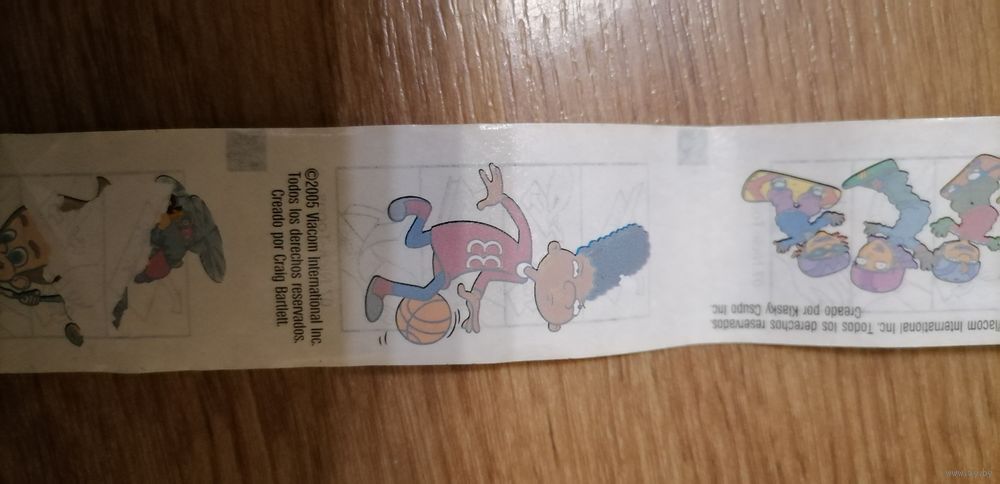 ©2005 Viacom International Inc.
Todos los derechos reservados.
Creado por Craig Bartlett.
33
Viacom International Inc. Todos los derechos reservados.
Creado por Klasky Csupo Inc.